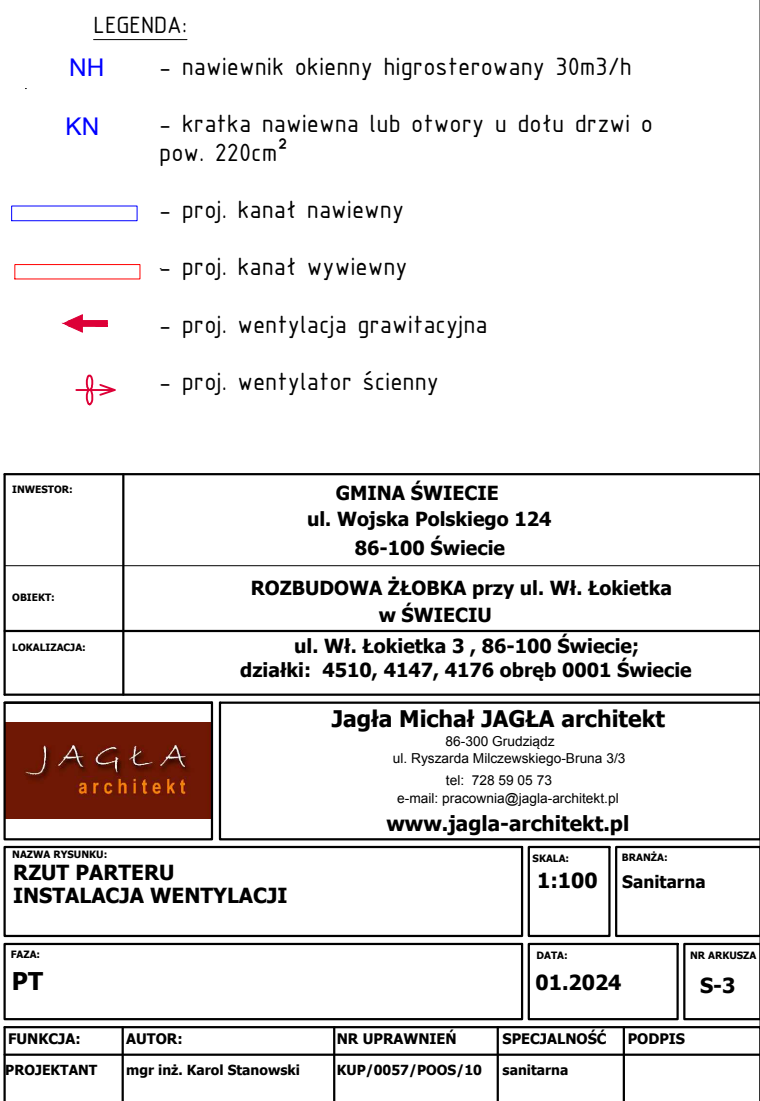 LEGENDA:
NH - nawiewnik okienny higrosterowany 30m3/h
KN - kratka nawiewna lub otwory u dołu drzwi o
pow. 220cm²
- proj. kanał nawiewny
- proj. kanał wywiewny
- proj. wentylacja grawitacyjna
- proj. wentylator ścienny
INWESTOR:
GMINA ŚWIECIE
ul. Wojska Polskiego 124
86-100 Świecie
OBIEKT:
ROZBUDOWA ŻŁOBKA przy ul. Wł. Łokietka
w ŚWIECIU
LOKALIZACJA:
ul. Wł. Łokietka 3 , 86-100 Świecie;
działki: 4510, 4147, 4176 obręb 0001 Świecie
JAGŁA
architekt
Jagła Michał JAGŁA architekt
86-300 Grudziądz
ul. Ryszarda Milczewskiego-Bruna 3/3
tel: 728 59 05 73
e-mail: pracownia@jagla-architekt.pl
www.jagla-architekt.pl
NAZWA RYSUNKU:
RZUT PARTERU
INSTALACJA WENTYLACJI
SKALA:
1:100
BRANŻA:
Sanitarna
FAZA:
PT
DATA:
01.2024
NR ARKUSZA
S-3
FUNKCJA: AUTOR: NR UPRAWNIEŃ SPECJALNOŚĆ PODPIS
PROJEKTANT mgr inż. Karol Stanowski KUP/0057/POOS/10 sanitarna